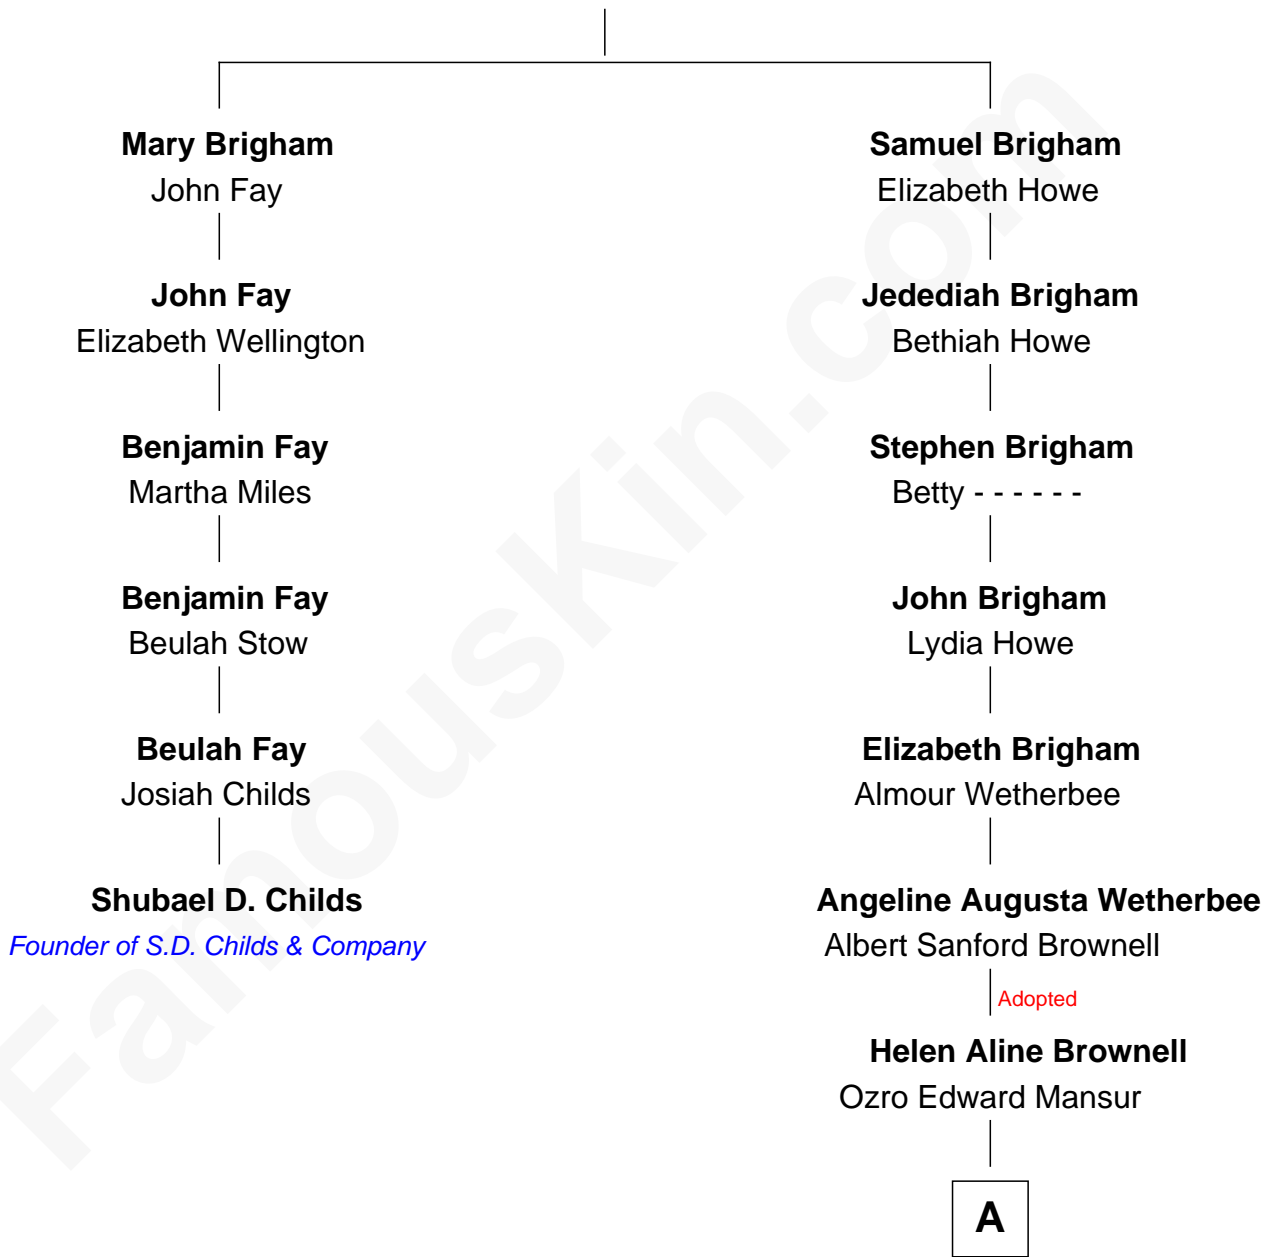 Mary Brigham
John Fay
John Fay
Elizabeth Wellington
Benjamin Fay
Martha Miles
Benjamin Fay
Beulah Stow
Beulah Fay
Josiah Childs
Shubael D. Childs
Founder of S.D. Childs & Company
Samuel Brigham
Elizabeth Howe
Jedediah Brigham
Bethiah Howe
Stephen Brigham
Betty - - - - - -
John Brigham
Lydia Howe
Elizabeth Brigham
Almour Wetherbee
Angeline Augusta Wetherbee
Albert Sanford Brownell
Adopted
Helen Aline Brownell
Ozro Edward Mansur
A
FamousKin.com